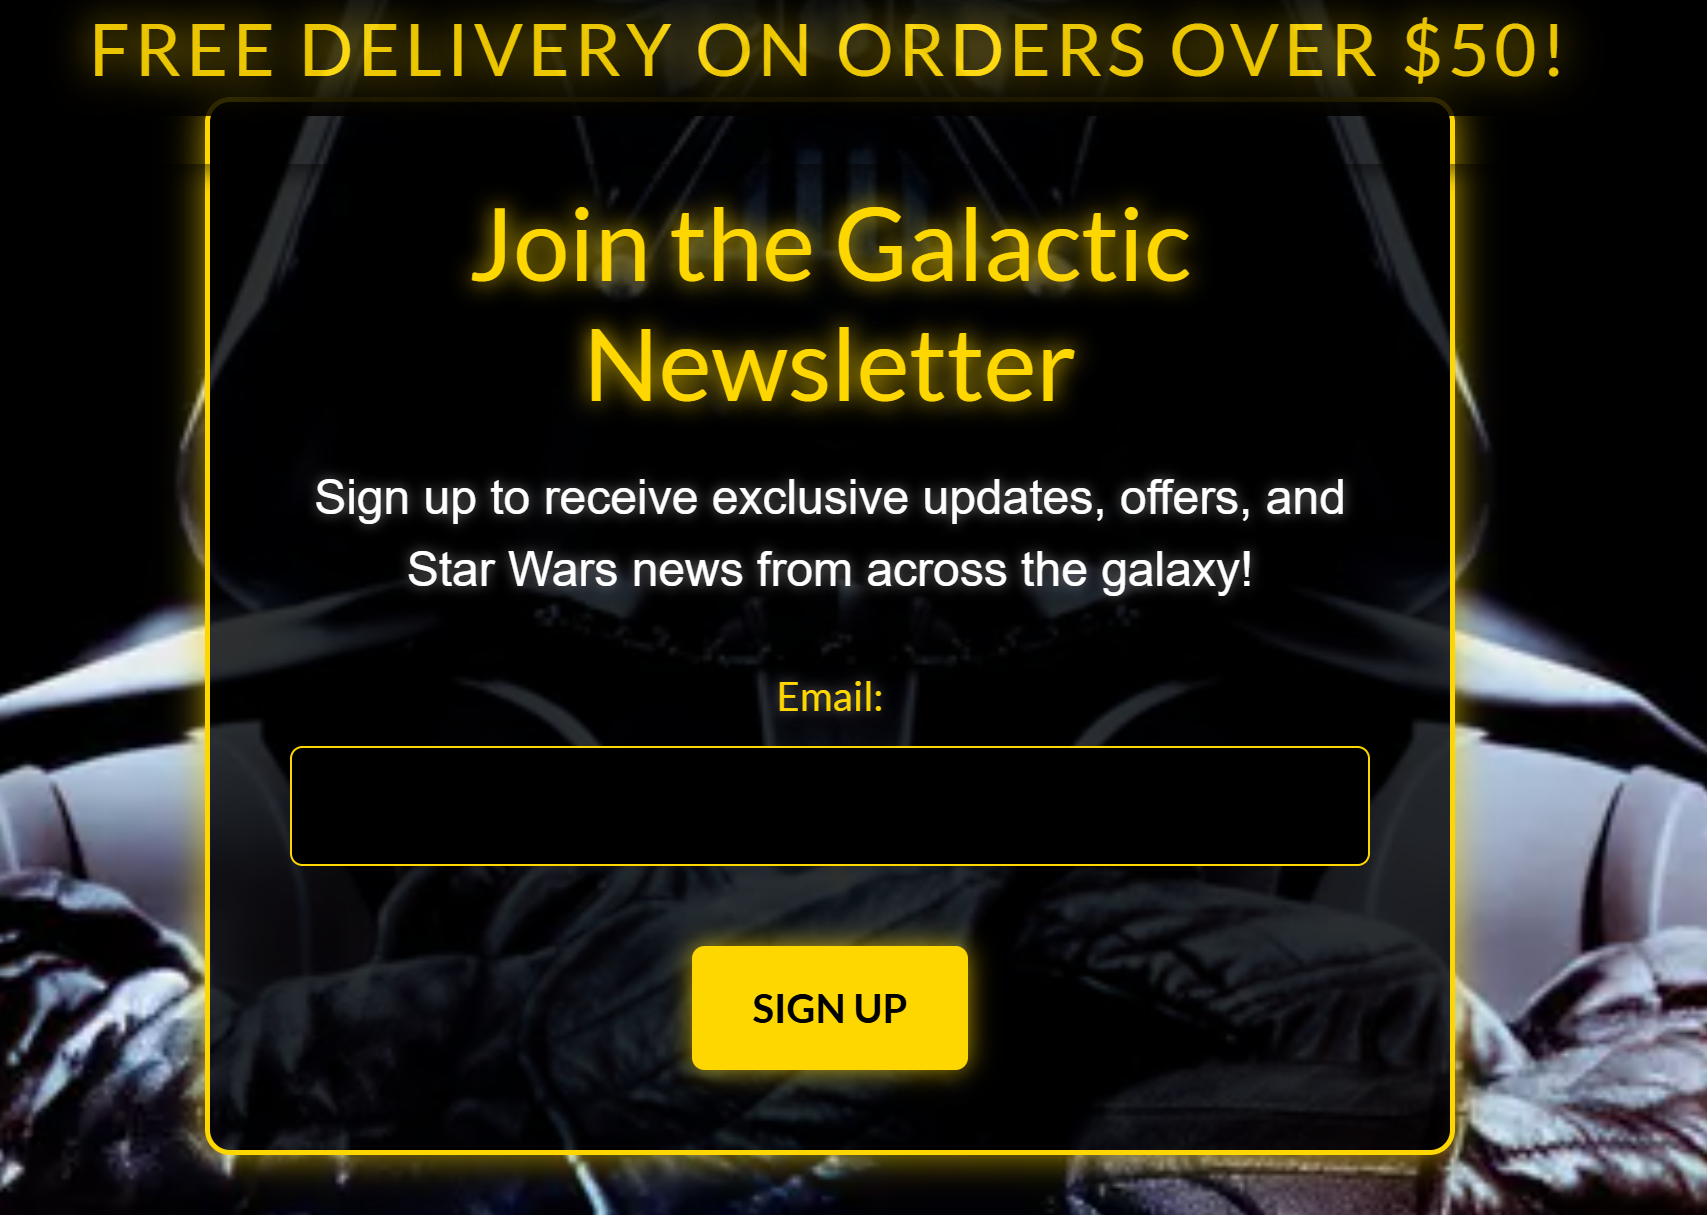 FREE DELIVERY ON ORDERS OVER $50!
Join the Galactic
Newsletter
Sign up to receive exclusive updates, offers, and
Star Wars news from across the galaxy!
Email:
SIGN UP